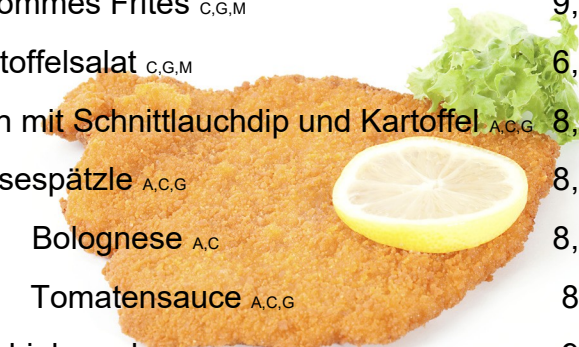 ommes Frites C,G,M 9,
toffelsalat C,G,M 6,
n mit Schnittlauchdip und Kartoffel A,C,G 8,
sespätzle A,C,G 8,
Bolognese A,C 8,
Tomatensauce A,C,G 8